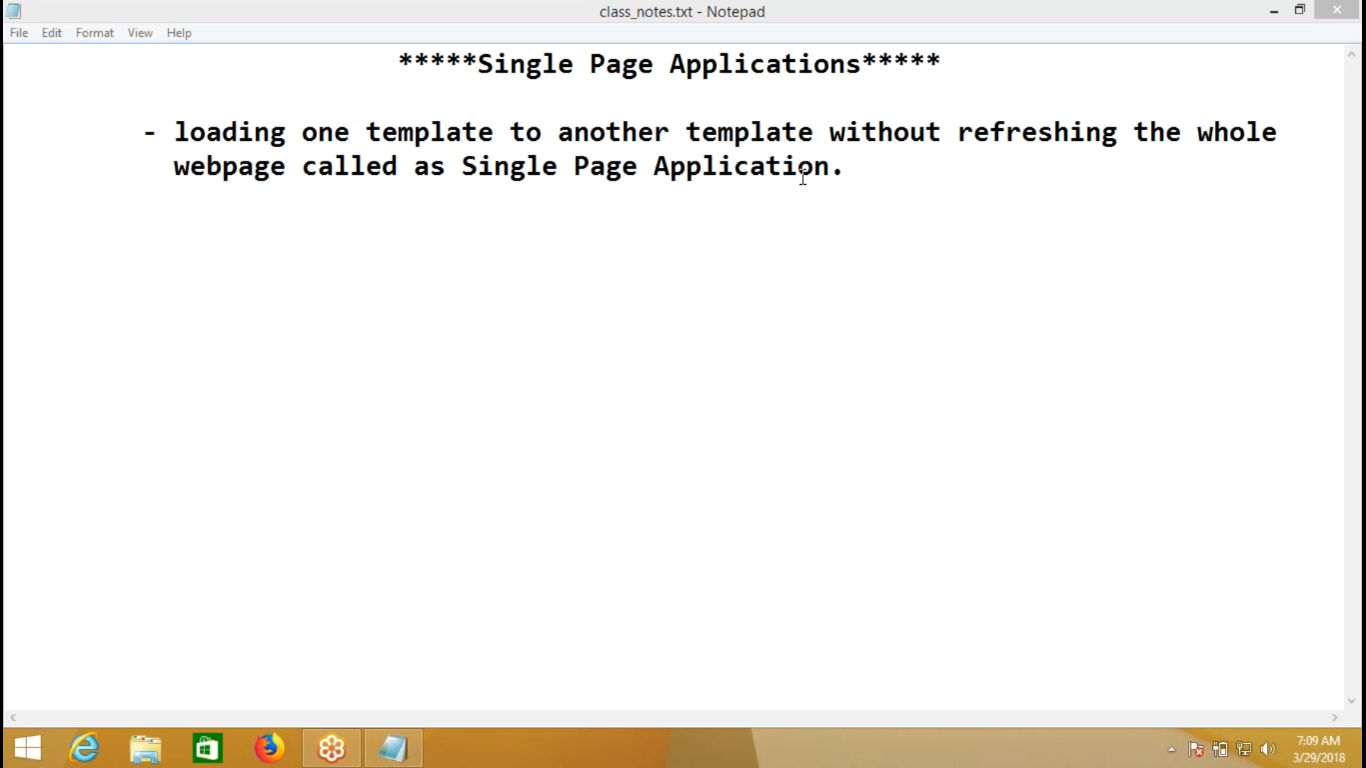 class_notes.txt - Notepad
File Edit Format View Help
*****Single Page Applications*****
- loading one template to another template without refreshing the whole
webpage called as Single Page Application.
7:09 AM
3/29/2018